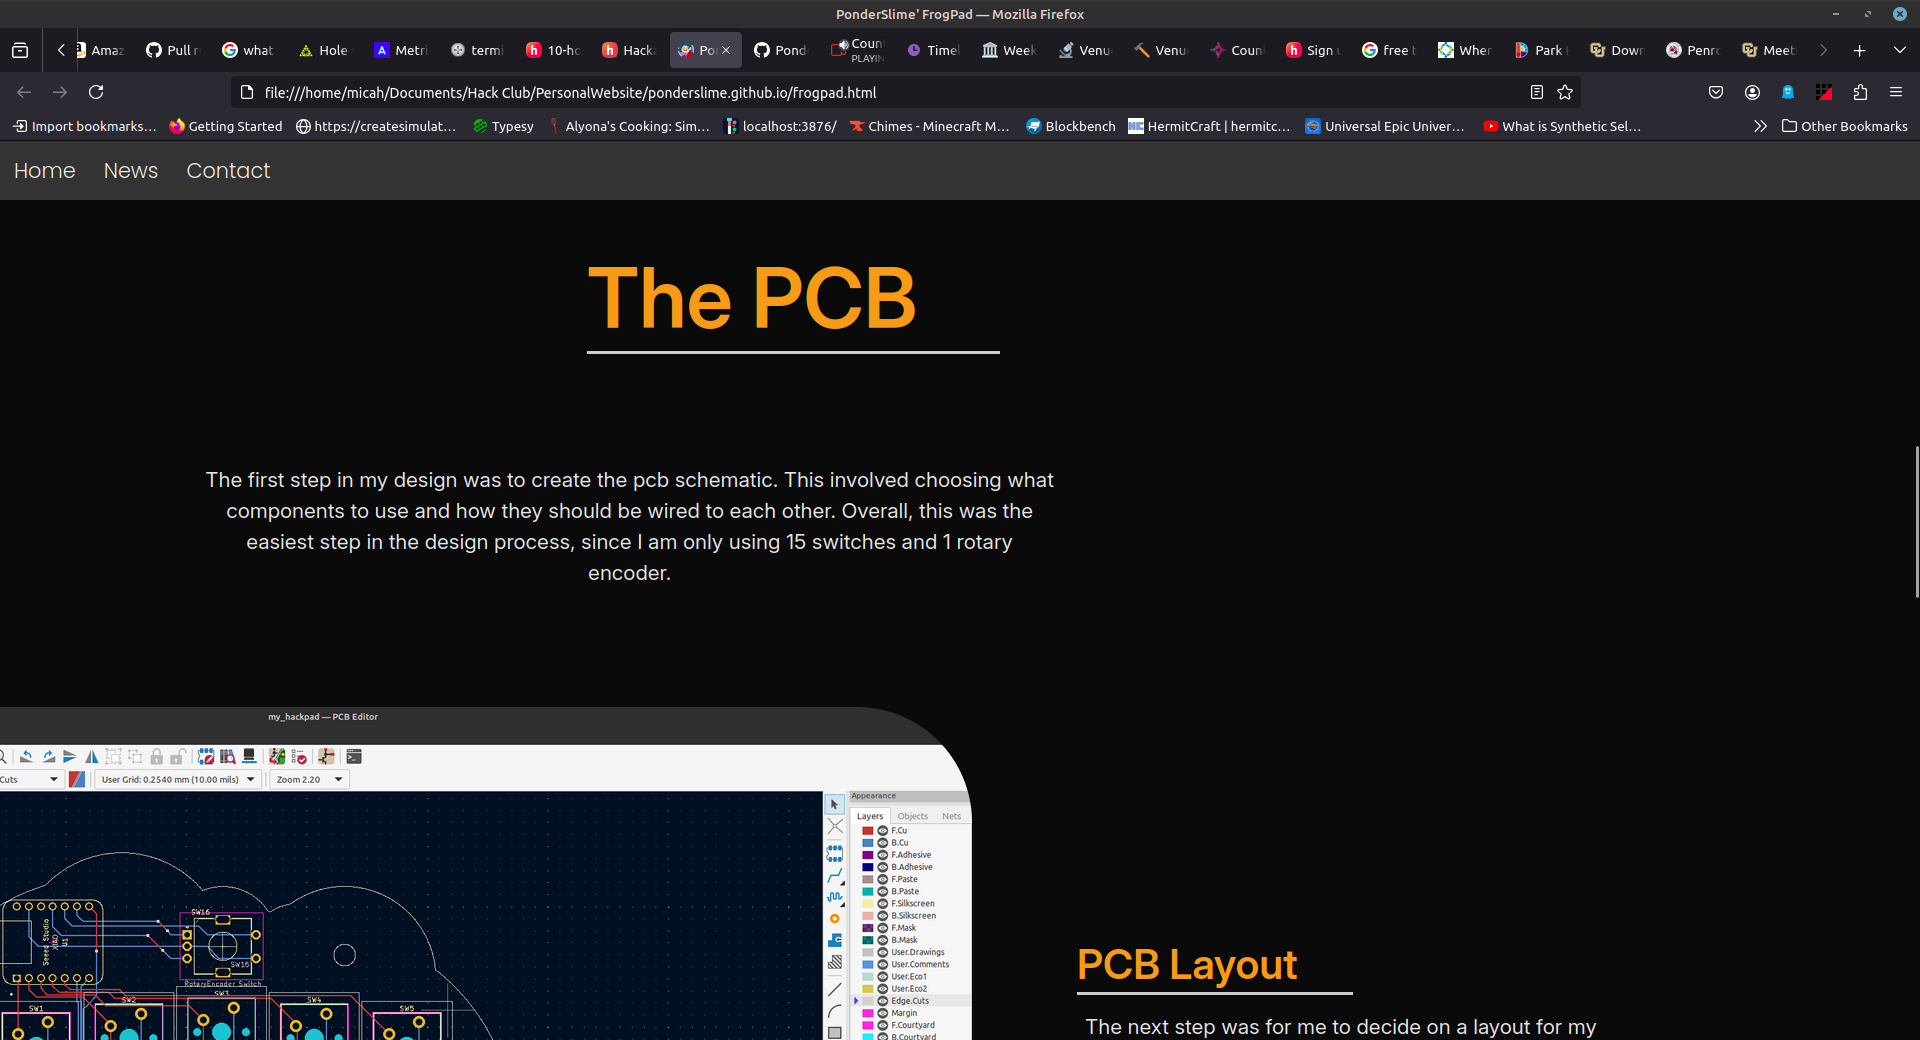 PonderSlime' FrogPad — Mozilla Firefox
Amaz Pull r what Hole Metri termi 10-ho Hacka Po Pond Coun Timel Week Venu Venu Coun Sign free t Wher Park Down Penro Meet
PLAYIN
file:///home/micah/Documents/Hack Club/PersonalWebsite/ponderslime.github.io/frogpad.html
Import bookmarks... Getting Started https://createsimulat... Typesy Alyona's Cooking: Sim... localhost:3876/ Chimes - Minecraft M... Blockbench HermitCraft | hermitc... Universal Epic Univer... What is Synthetic Sel... Other Bookmarks
Home News Contact
The PCB
The first step in my design was to create the pcb schematic. This involved choosing what
components to use and how they should be wired to each other. Overall, this was the
easiest step in the design process, since I am only using 15 switches and 1 rotary
encoder.
my_hackpad — PCB Editor
Cuts User Grid: 0.2540 mm (10.00 mils) Zoom 2.20
Appearance
Layers Objects Nets
F.Cu
B.Cu
F.Adhesive
B.Adhesive
F.Paste
B.Paste
F.Silkscreen
B.Silkscreen
F.Mask
B.Mask
User.Drawings
User.Comments
User.Eco1
User.Eco2
Edge.Cuts
Margin
F.Courtyard
B.Courtyard
SW16
Seeed Studio
XIAO
U1
SW16
RotaryEncoder_Switch
SW1 SW2 SW3 SW4 SW5
PCB Layout
The next step was for me to decide on a layout for my